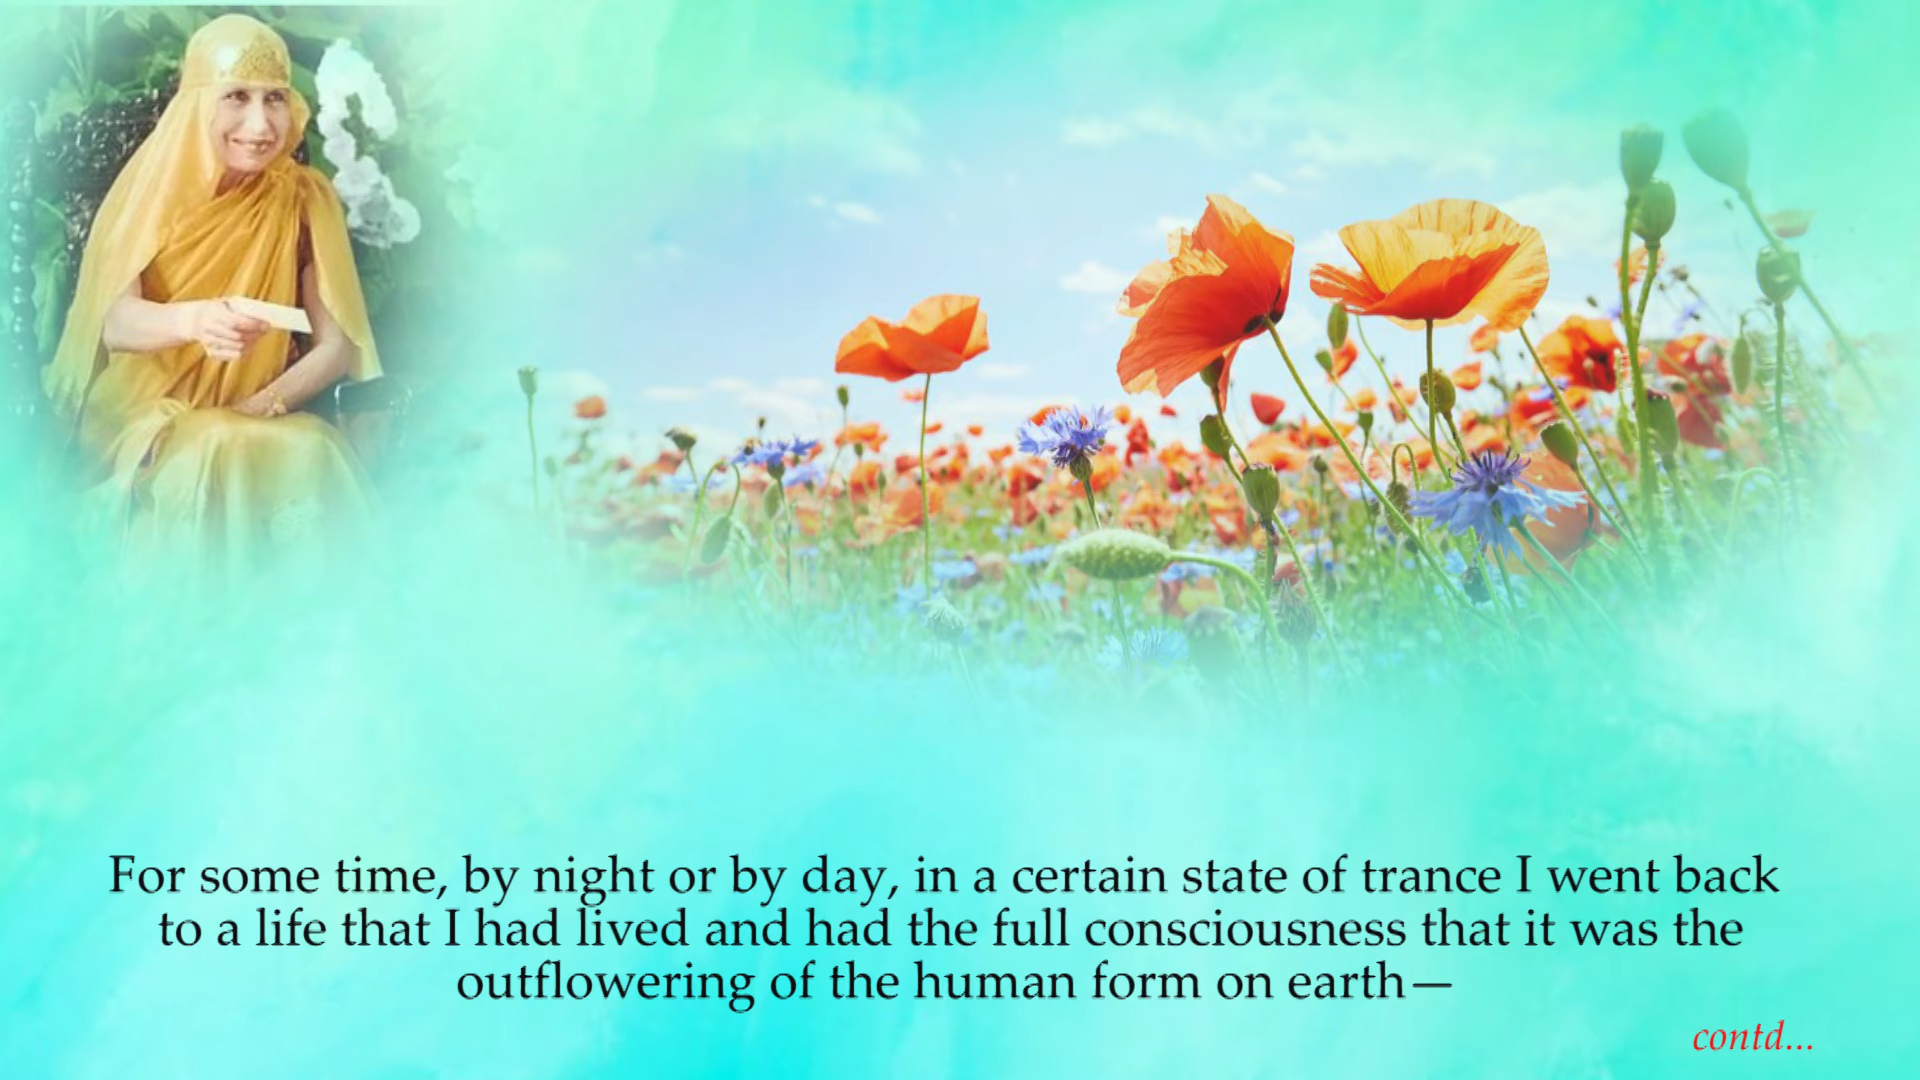 For some time, by night or by day, in a certain state of trance I went back
to a life that I had lived and had the full consciousness that it was the
outflowering of the human form on earth—
contd...